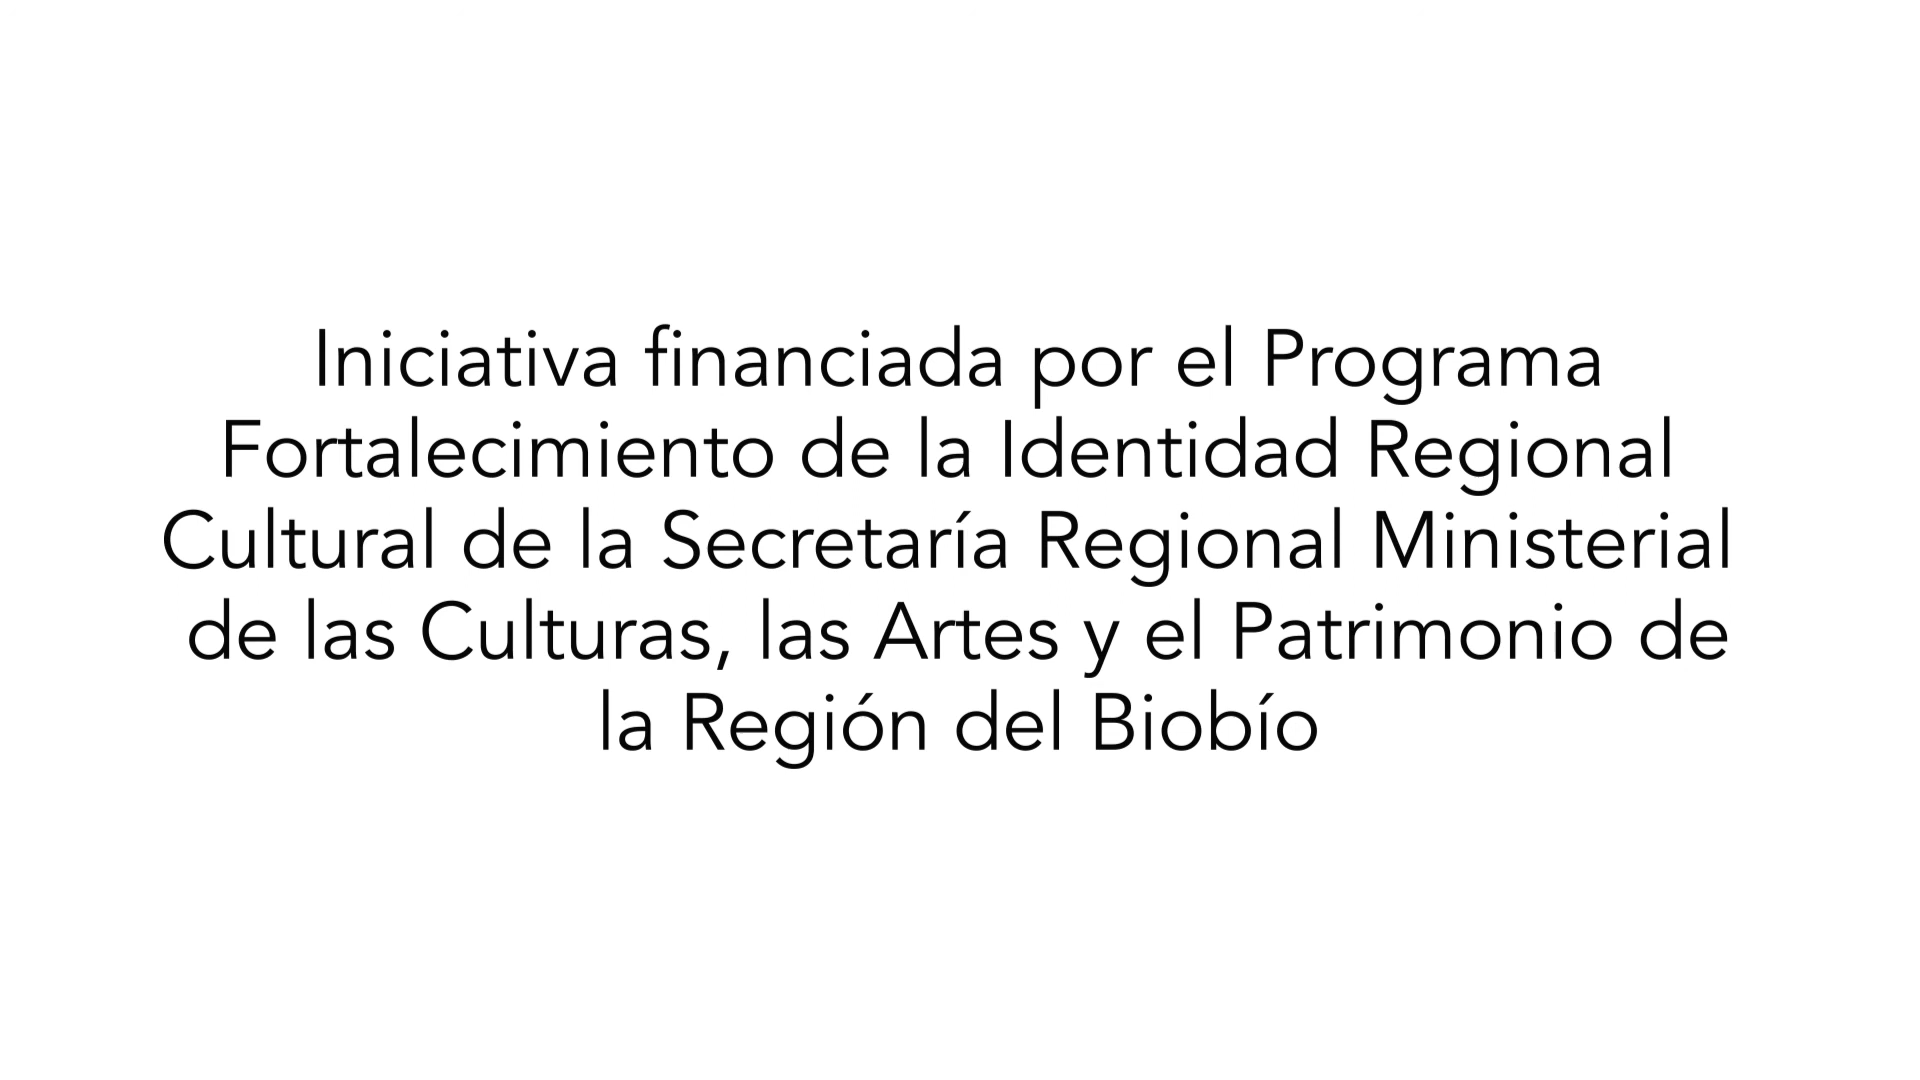 Iniciativa financiada por el Programa
Fortalecimiento de la Identidad Regional
Cultural de la Secretaría Regional Ministerial
de las Culturas, las Artes y el Patrimonio de
la Región del Biobío